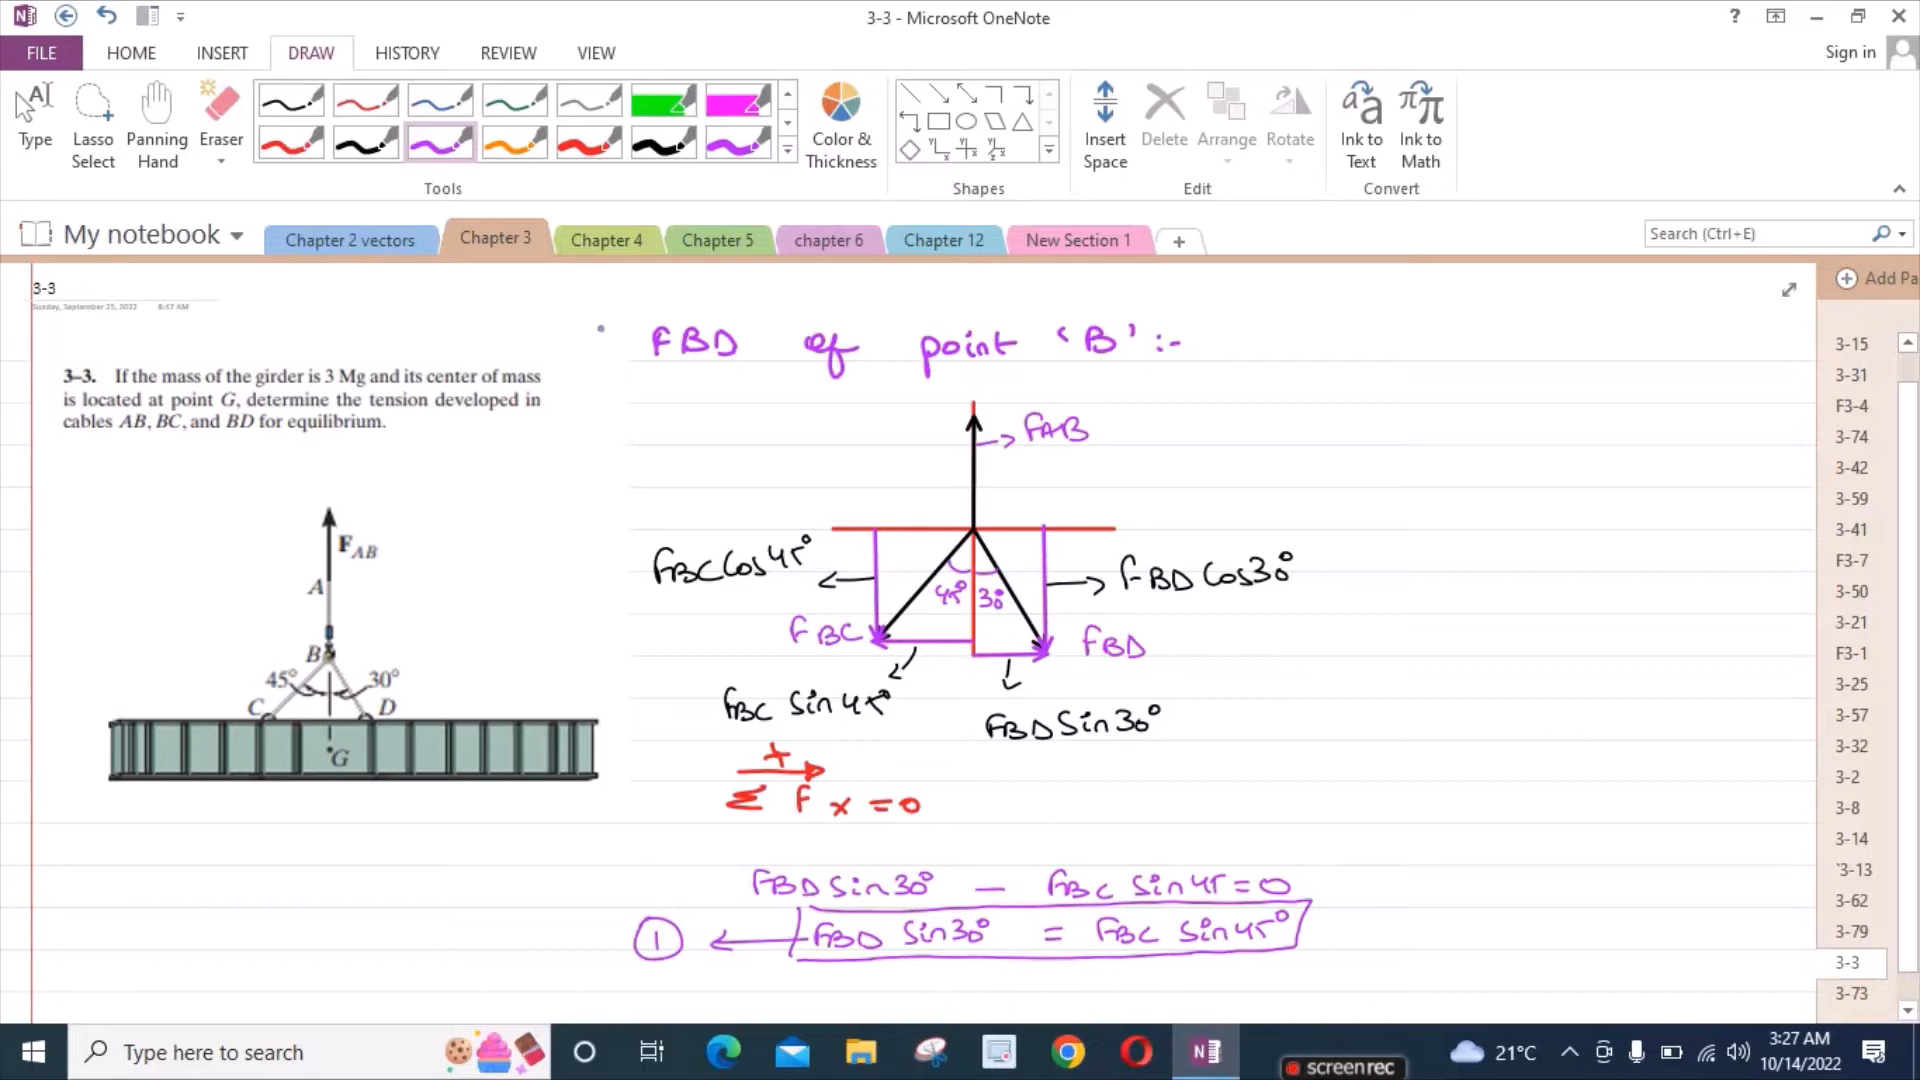 3-3 - Microsoft OneNote
FILE HOME INSERT DRAW HISTORY REVIEW VIEW
Sign in
Type
Lasso Select
Panning Hand
Eraser
Color & Thickness
Insert Space
Delete
Arrange
Rotate
Ink to Text
Ink to Math
Tools
Shapes
Edit
Convert
My notebook
Chapter 2 vectors
Chapter 3
Chapter 4
Chapter 5
chapter 6
Chapter 12
New Section 1
Search (Ctrl+E)
3-3
Sunday, September 25, 2022 8:47 AM
Add Pa
3–3. If the mass of the girder is 3 Mg and its center of mass
is located at point G, determine the tension developed in
cables AB, BC, and BD for equilibrium.
F AB
A
B
45° 30°
C D
G
FBD of point 'B' :-
FAB
FBC Cos45°
FBD Cos30°
45° 30°
FBC
FBD
FBC Sin45°
FBD Sin30°
+
Σ F x = 0
FBD Sin30° — FBC Sin45 = 0
1 FBD Sin30° = FBC Sin45°
3-15
3-31
F3-4
3-74
3-42
3-59
3-41
F3-7
3-50
3-21
F3-1
3-25
3-57
3-32
3-2
3-8
3-14
`3-13
3-62
3-79
3-3
3-73
Type here to search
screenrec
21°C
3:27 AM
10/14/2022